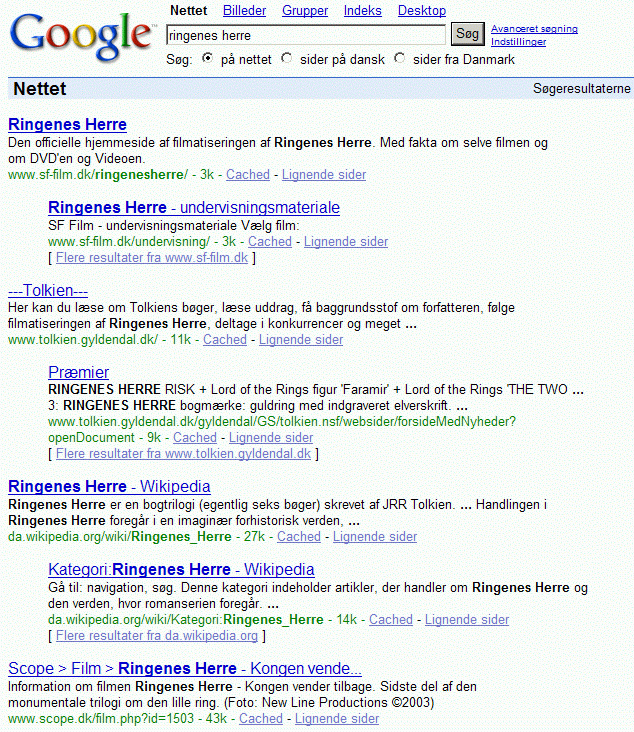 Google™
Nettet Billeder Grupper Indeks Desktop
ringenes herre Søg Avanceret søgning
Indstillinger
Søg: på nettet sider på dansk sider fra Danmark
Nettet Søgeresultaterne
Ringenes Herre
Den officielle hjemmeside af filmatiseringen af Ringenes Herre. Med fakta om selve filmen og
om DVD'en og Videoen.
www.sf-film.dk/ringenesherre/ - 3k - Cached - Lignende sider
Ringenes Herre - undervisningsmateriale
SF Film - undervisningsmateriale Vælg film:
www.sf-film.dk/undervisning/ - 3k - Cached - Lignende sider
[ Flere resultater fra www.sf-film.dk ]
---Tolkien---
Her kan du læse om Tolkiens bøger, læse uddrag, få baggrundsstof om forfatteren, følge
filmatiseringen af Ringenes Herre, deltage i konkurrencer og meget ...
www.tolkien.gyldendal.dk/ - 11k - Cached - Lignende sider
Præmier
RINGENES HERRE RISK + Lord of the Rings figur 'Faramir' + Lord of the Rings 'THE TWO ...
3: RINGENES HERRE bogmærke: guldring med indgraveret elverskrift. ...
www.tolkien.gyldendal.dk/gyldendal/GS/tolkien.nsf/websider/forsideMedNyheder?
openDocument - 9k - Cached - Lignende sider
[ Flere resultater fra www.tolkien.gyldendal.dk ]
Ringenes Herre - Wikipedia
Ringenes Herre er en bogtrilogi (egentlig seks bøger) skrevet af JRR Tolkien. ... Handlingen i
Ringenes Herre foregår i en imaginær forhistorisk verden, ...
da.wikipedia.org/wiki/Ringenes_Herre - 27k - Cached - Lignende sider
Kategori:Ringenes Herre - Wikipedia
Gå til: navigation, søg. Denne kategori indeholder artikler, der handler om Ringenes Herre og
den verden, hvor romanserien foregår. ...
da.wikipedia.org/wiki/Kategori:Ringenes_Herre - 14k - Cached - Lignende sider
[ Flere resultater fra da.wikipedia.org ]
Scope > Film > Ringenes Herre - Kongen vende...
Information om filmen Ringenes Herre - Kongen vender tilbage. Sidste del af den
monumentale trilogi om den lille ring. (Foto: New Line Productions ©2003)
www.scope.dk/film.php?id=1503 - 43k - Cached - Lignende sider